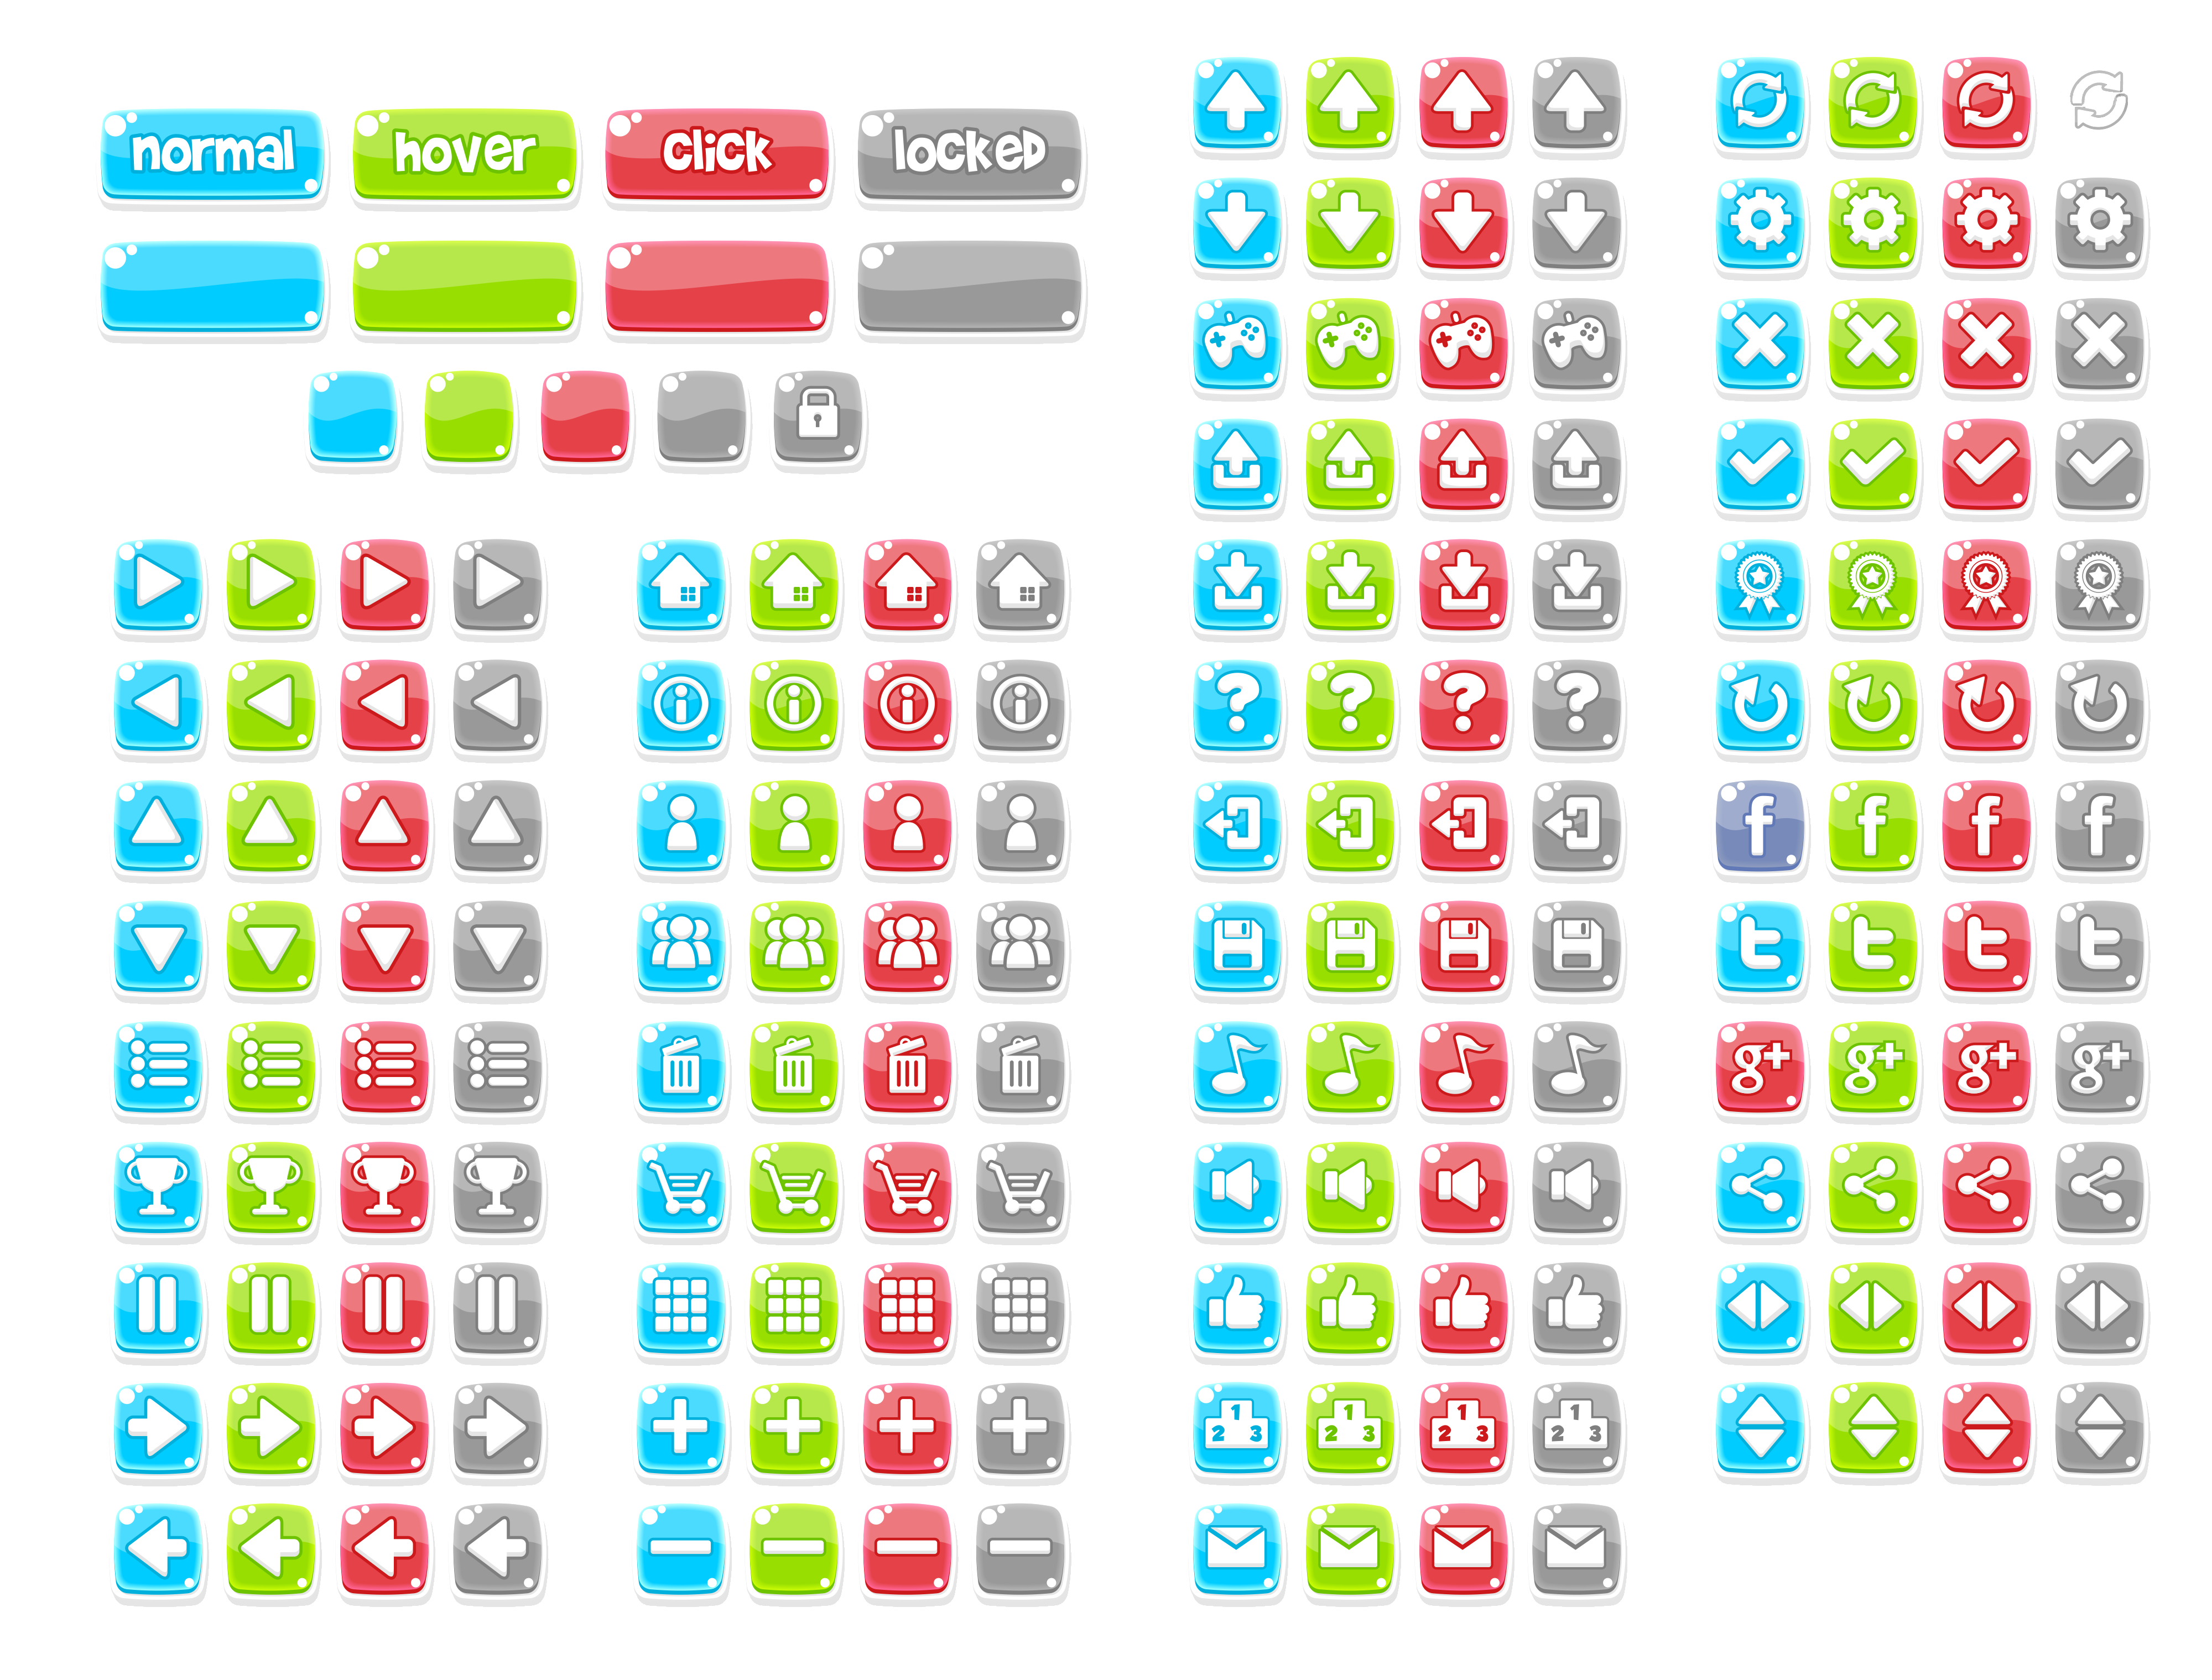 normal hover click locked
i i i i
? ? ? ?
f f f f
t t t t
g+ g+ g+ g+
1 1 1 1
2 3 2 3 2 3 2 3